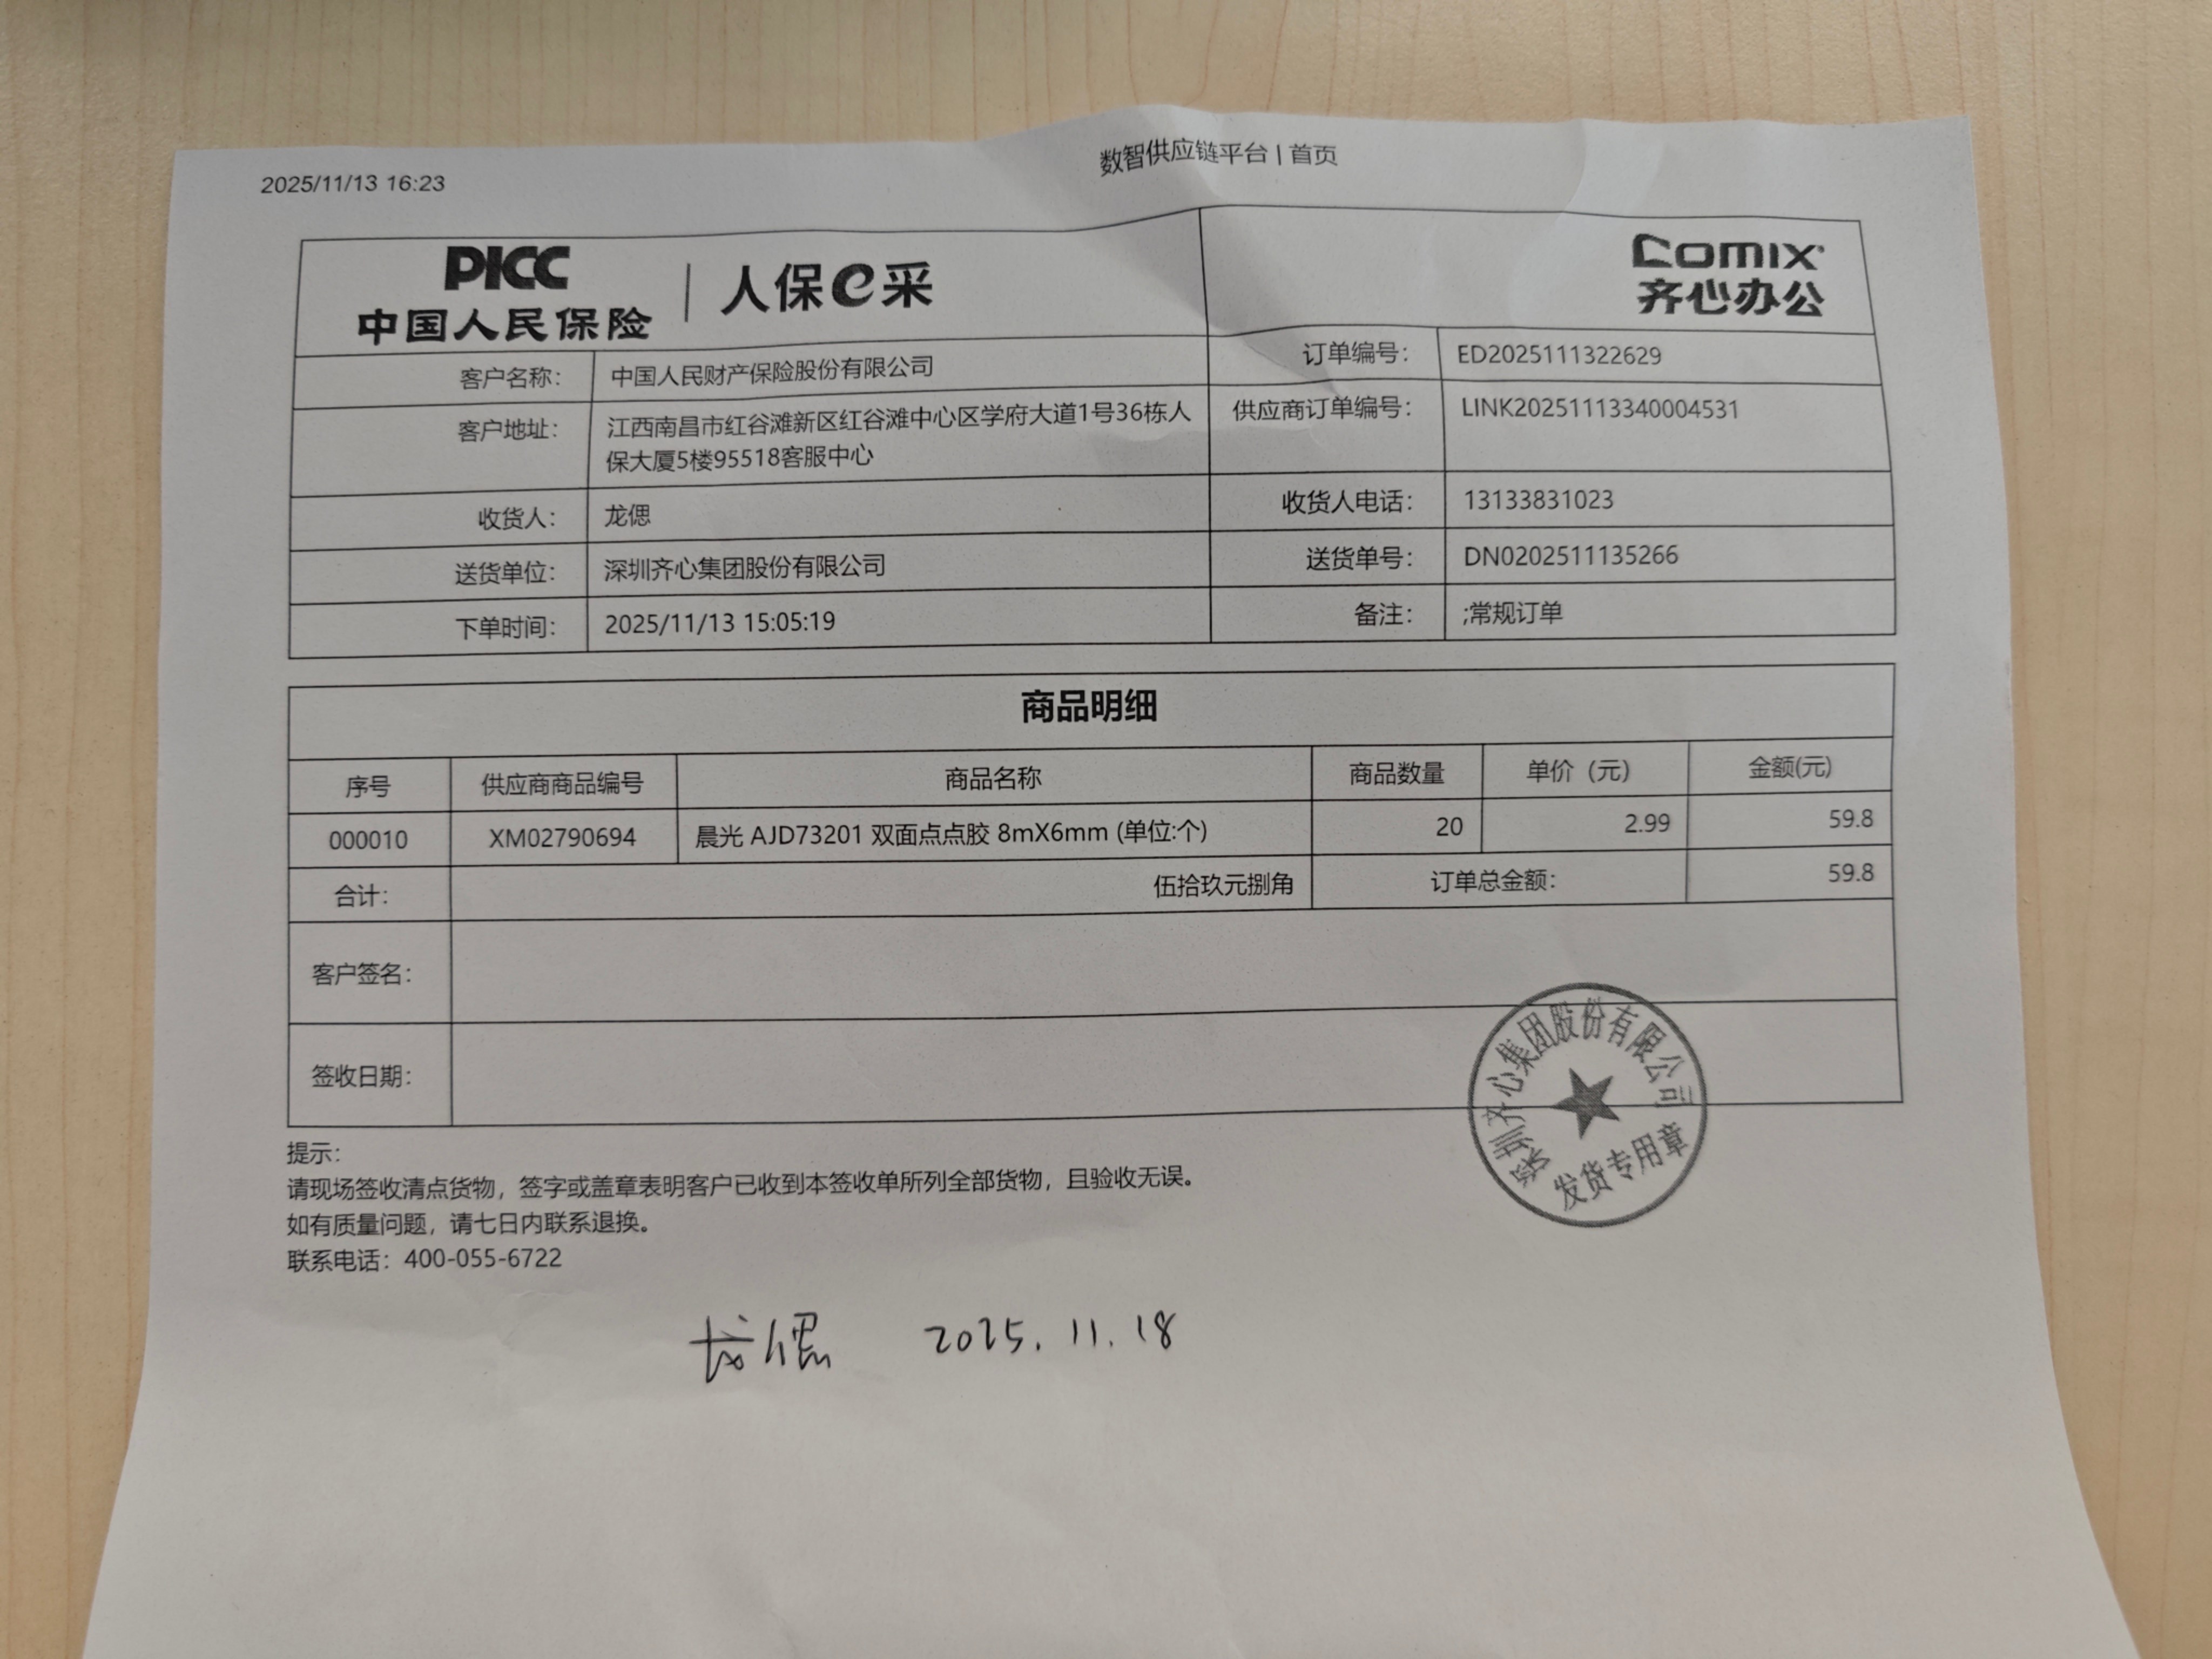 2025/11/13 16:23
数智供应链平台 | 首页
PICC
中国人民保险
人保e采
Comix
齐心办公
客户名称： 中国人民财产保险股份有限公司 订单编号： ED2025111322629
客户地址： 江西南昌市红谷滩新区红谷滩中心区学府大道1号36栋人 供应商订单编号： LINK20251113340004531
保大厦5楼95518客服中心
收货人： 龙偲 收货人电话： 13133831023
送货单位： 深圳齐心集团股份有限公司 送货单号： DN0202511135266
下单时间： 2025/11/13 15:05:19 备注： ;常规订单
商品明细
序号 供应商商品编号 商品名称 商品数量 单价（元） 金额(元)
000010 XM02790694 晨光 AJD73201 双面点点胶 8mX6mm (单位:个) 20 2.99 59.8
合计： 伍拾玖元捌角 订单总金额： 59.8
客户签名：
签收日期：
深圳齐心集团股份有限公司
发货专用章
提示：
请现场签收清点货物，签字或盖章表明客户已收到本签收单所列全部货物，且验收无误。
如有质量问题，请七日内联系退换。
联系电话：400-055-6722
龙偲 2025.11.18